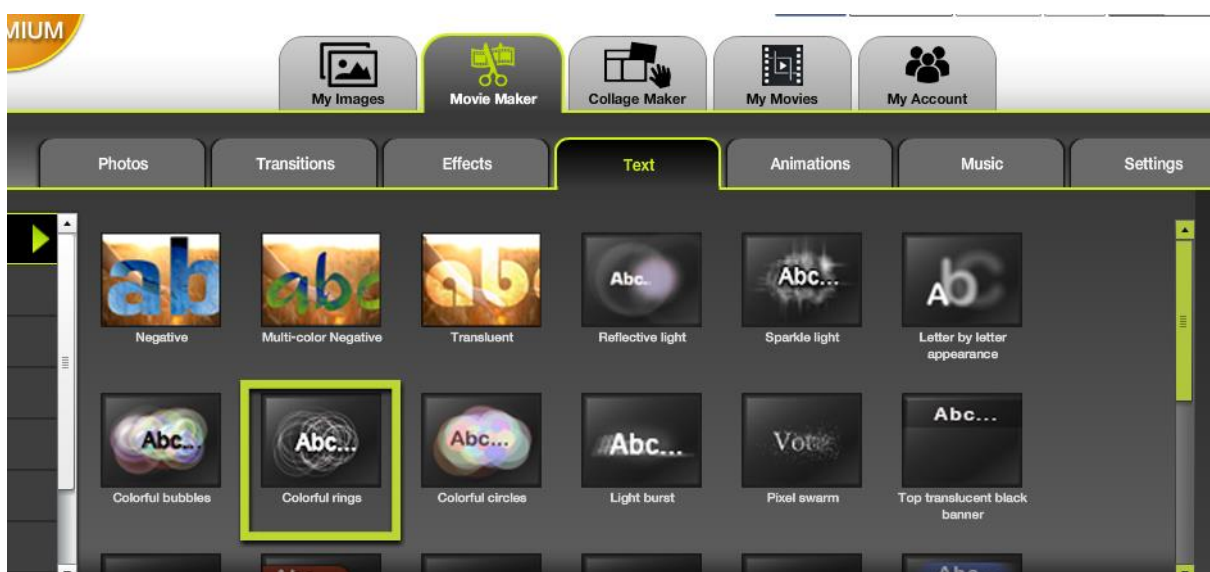 MIUM
My Images Movie Maker Collage Maker My Movies My Account
Photos Transitions Effects Text Animations Music Settings
ab abc ab Abc.. Abc... Abc
Negative Multi-color Negative Transluent Reflective light Sparkle light Letter by letter
appearance
Abc... Abc... Abc... Abc... Vote Abc...
Colorful bubbles Colorful rings Colorful circles Light burst Pixel swarm Top translucent black
banner